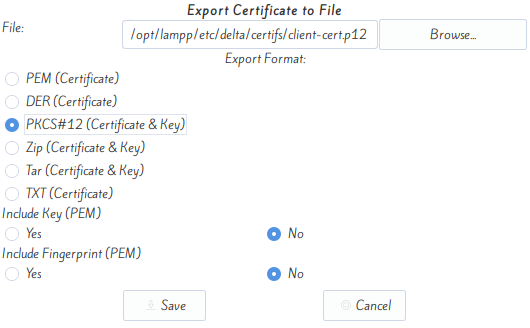 Export Certificate to File
File:
/opt/lampp/etc/delta/certifs/client-cert.p12
Browse...
Export Format:
PEM (Certificate)
DER (Certificate)
PKCS#12 (Certificate & Key)
Zip (Certificate & Key)
Tar (Certificate & Key)
TXT (Certificate)
Include Key (PEM)
Yes No
Include Fingerprint (PEM)
Yes No
Save Cancel